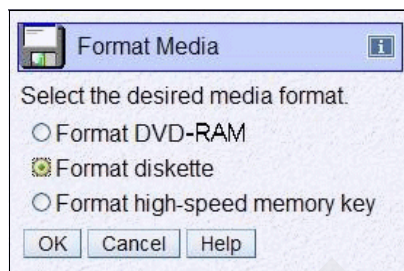 Format Media
Select the desired media format.
Format DVD-RAM
Format diskette
Format high-speed memory key
OK Cancel Help